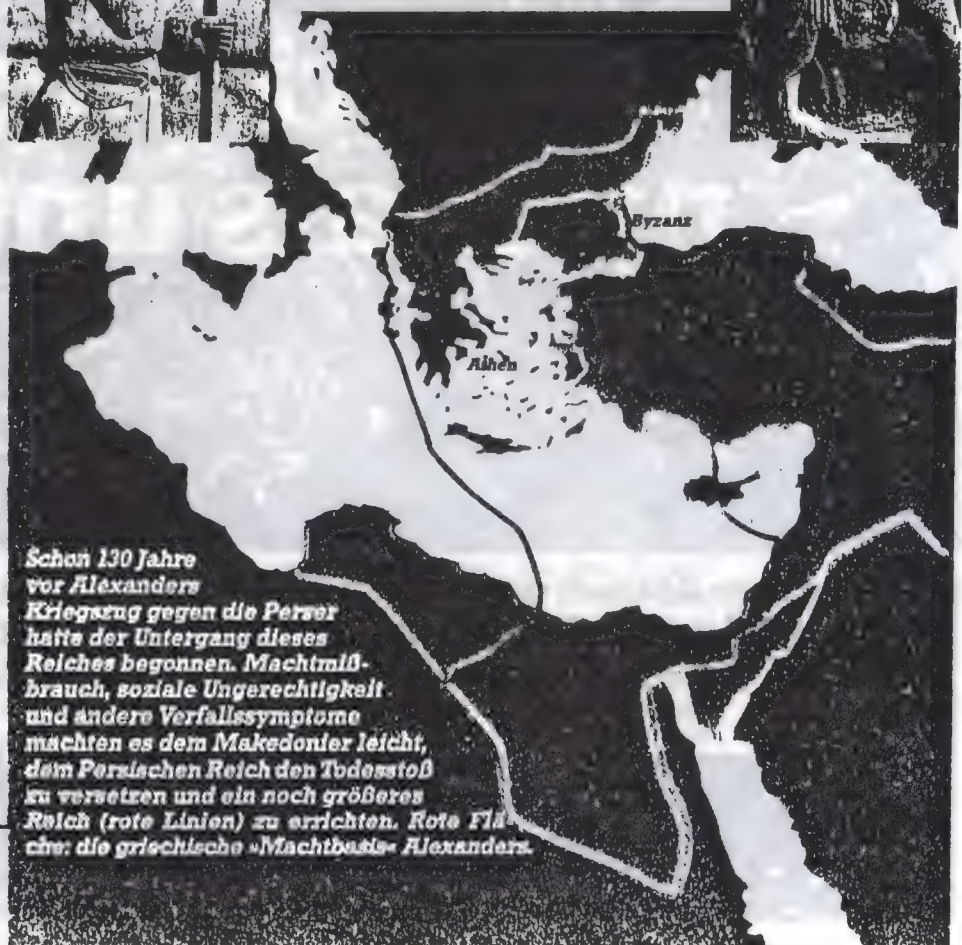 Byzanz
Athen
Schon 130 Jahre
vor Alexanders
Kriegszug gegen die Perser
hatte der Untergang dieses
Reiches begonnen. Machtmiß-
brauch, soziale Ungerechtigkeit
und andere Verfallssymptome
machten es dem Makedonier leicht,
dem Persischen Reich den Todesstoß
zu versetzen und ein noch größeres
Reich (rote Linien) zu errichten. Rote Flä-
che: die griechische »Machtbasis« Alexanders.